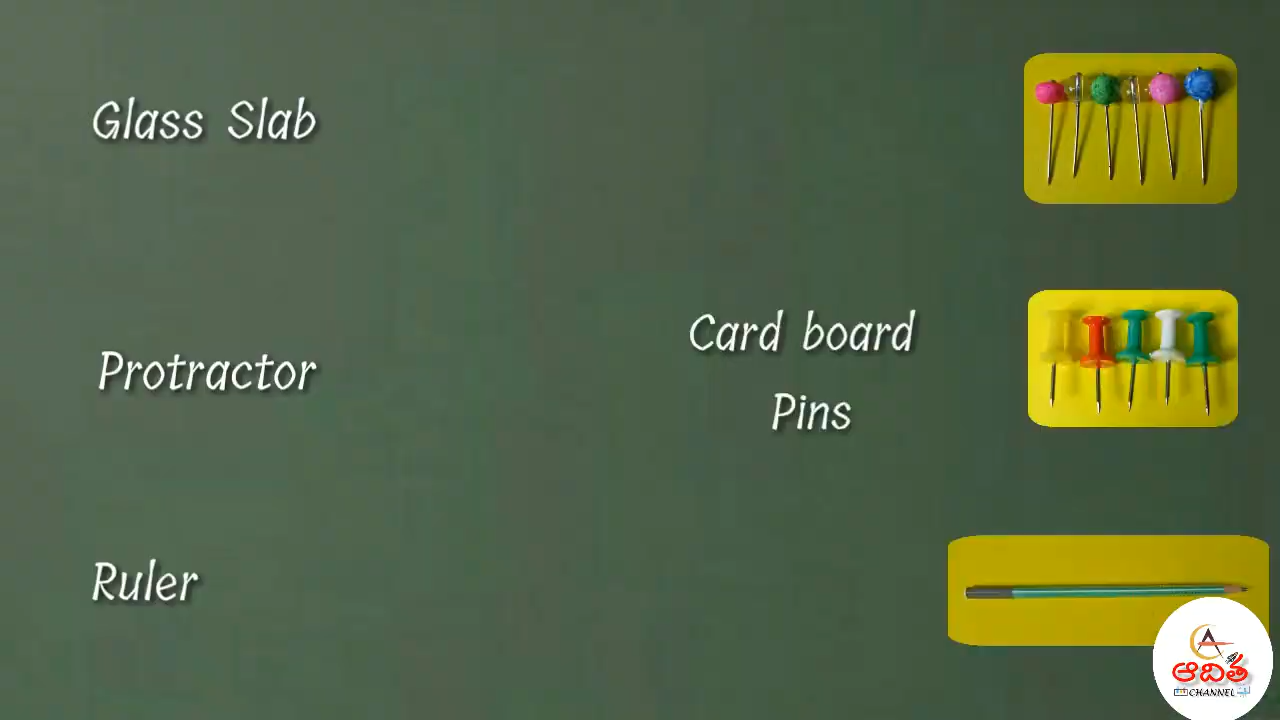 Glass Slab
Protractor
Ruler
Card board
Pins
ఆదిత్య
CHANNEL